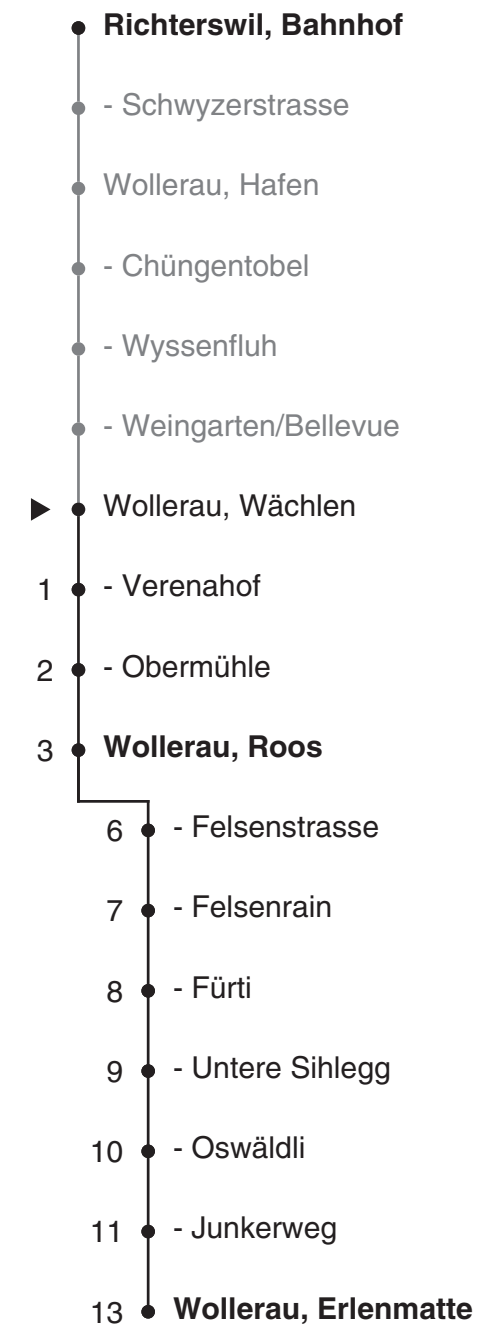 Richterswil, Bahnhof
- Schwyzerstrasse
Wollerau, Hafen
- Chüngentobel
- Wyssenfluh
- Weingarten/Bellevue
Wollerau, Wächlen
1 - Verenahof
2 - Obermühle
3 Wollerau, Roos
6 - Felsenstrasse
7 - Felsenrain
8 - Fürti
9 - Untere Sihlegg
10 - Oswäldli
11 - Junkerweg
13 Wollerau, Erlenmatte